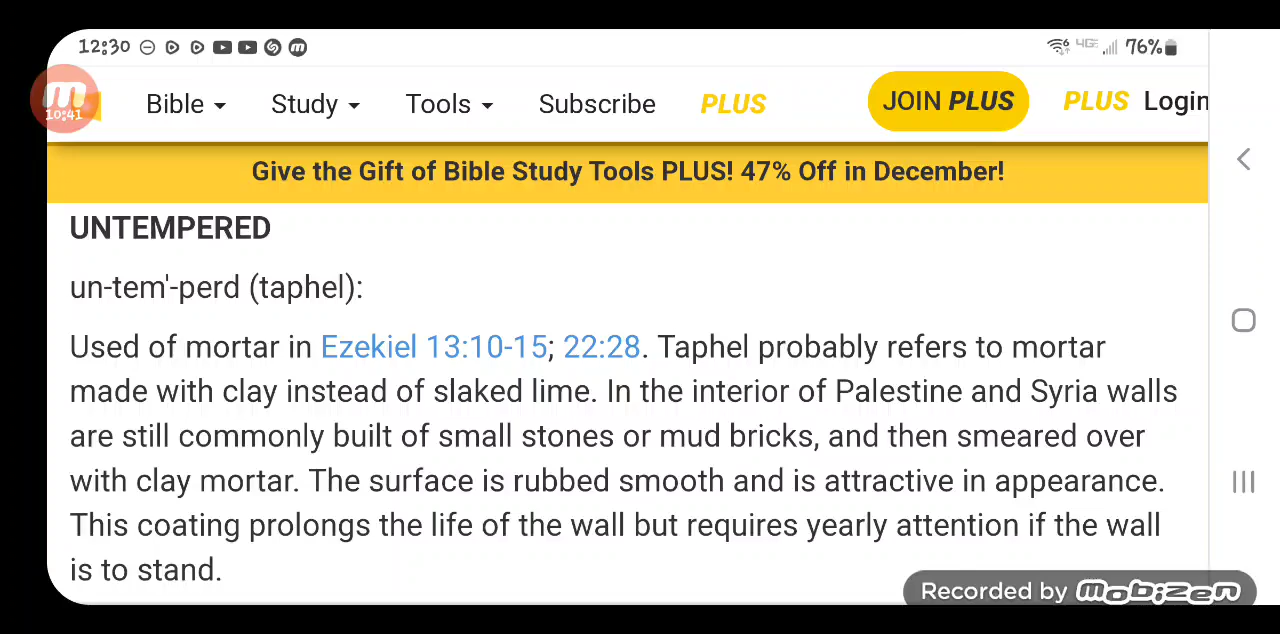 12:30 76%
10:41
Bible Study Tools Subscribe PLUS JOIN PLUS PLUS Login
Give the Gift of Bible Study Tools PLUS! 47% Off in December!
UNTEMPERED
un-tem'-perd (taphel):
Used of mortar in Ezekiel 13:10-15; 22:28. Taphel probably refers to mortar
made with clay instead of slaked lime. In the interior of Palestine and Syria walls
are still commonly built of small stones or mud bricks, and then smeared over
with clay mortar. The surface is rubbed smooth and is attractive in appearance.
This coating prolongs the life of the wall but requires yearly attention if the wall
is to stand.
Recorded by mobizen